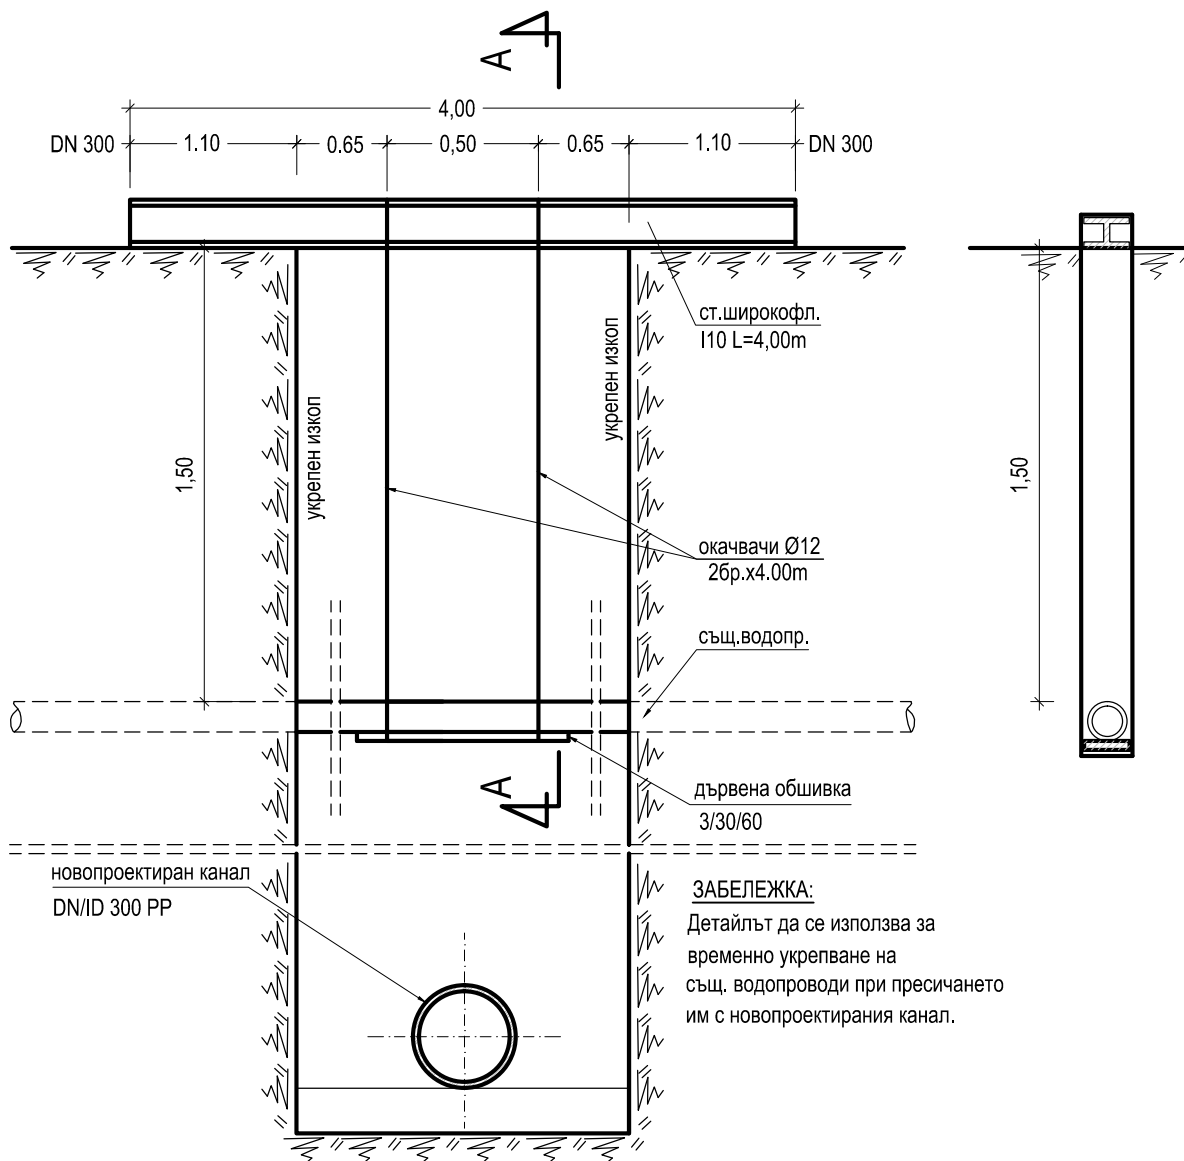 A
4,00
DN 300 1.10 0.65 0,50 0.65 1.10 DN 300
ст.широкофл.
I10 L=4,00m
укрепен изкоп
укрепен изкоп
1,50
1,50
окачвачи Ø12
2бр.x4.00m
същ.водопр.
A
дървена обшивка
3/30/60
новопроектиран канал
DN/ID 300 PP
ЗАБЕЛЕЖКА:
Детайлът да се използва за
временно укрепване на
същ. водопроводи при пресичането
им с новопроектирания канал.